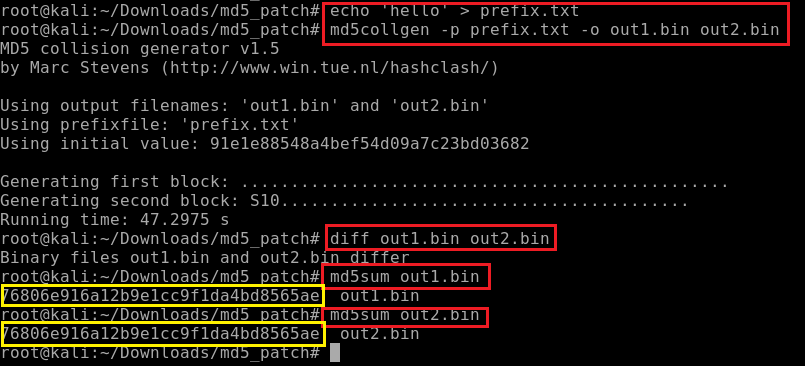 root@kali:~/Downloads/md5_patch# echo 'hello' > prefix.txt
root@kali:~/Downloads/md5_patch# md5collgen -p prefix.txt -o out1.bin out2.bin
MD5 collision generator v1.5
by Marc Stevens (http://www.win.tue.nl/hashclash/)
Using output filenames: 'out1.bin' and 'out2.bin'
Using prefixfile: 'prefix.txt'
Using initial value: 91e1e88548a4bef54d09a7c23bd03682
Generating first block: .................................................
Generating second block: S10.........................................
Running time: 47.2975 s
root@kali:~/Downloads/md5_patch# diff out1.bin out2.bin
Binary files out1.bin and out2.bin differ
root@kali:~/Downloads/md5_patch# md5sum out1.bin
76806e916a12b9e1cc9f1da4bd8565ae  out1.bin
root@kali:~/Downloads/md5_patch# md5sum out2.bin
76806e916a12b9e1cc9f1da4bd8565ae  out2.bin
root@kali:~/Downloads/md5_patch#